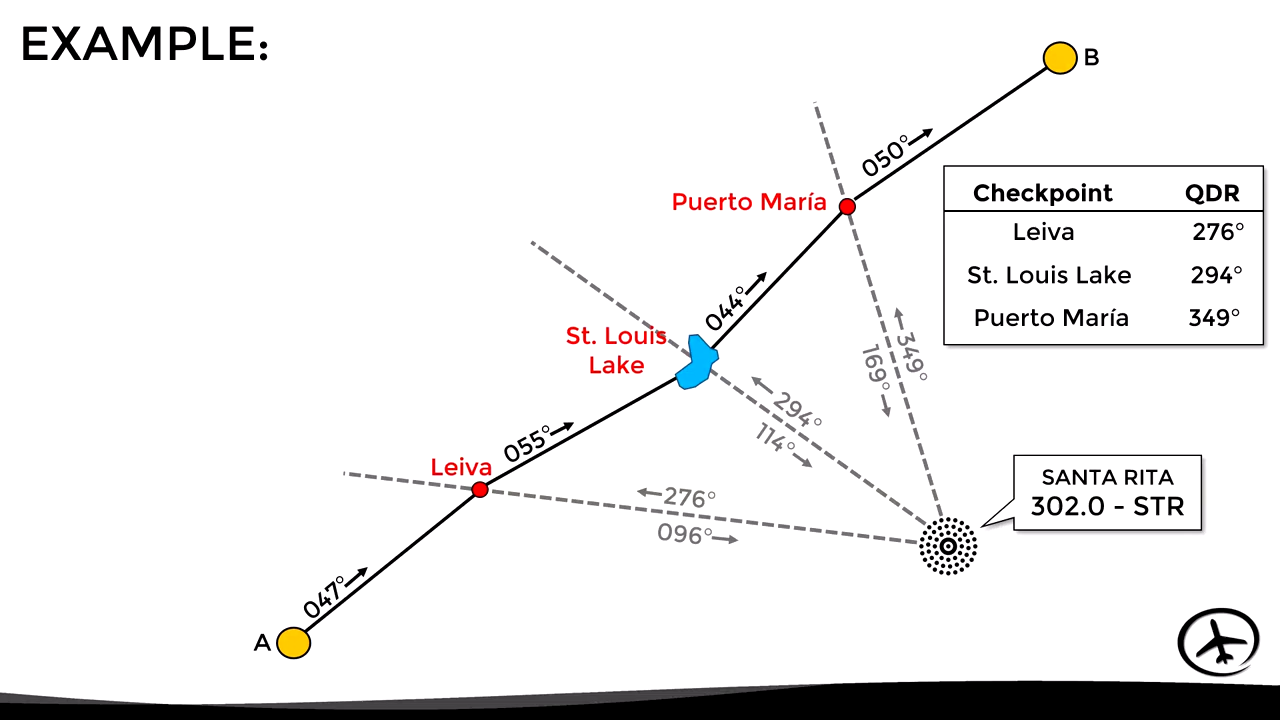 EXAMPLE:
B
050°
Puerto María
Checkpoint QDR
Leiva 276°
St. Louis Lake 294°
Puerto María 349°
044°
St. Louis
Lake
349°
169°
294°
114°
055°
Leiva
276°
096°
SANTA RITA
302.0 - STR
047°
A